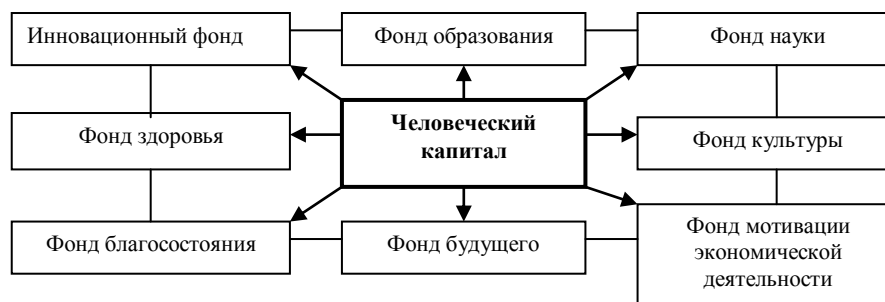 Инновационный фонд
Фонд образования
Фонд науки
Человеческий
капитал
Фонд здоровья
Фонд культуры
Фонд благосостояния
Фонд будущего
Фонд мотивации
экономической
деятельности